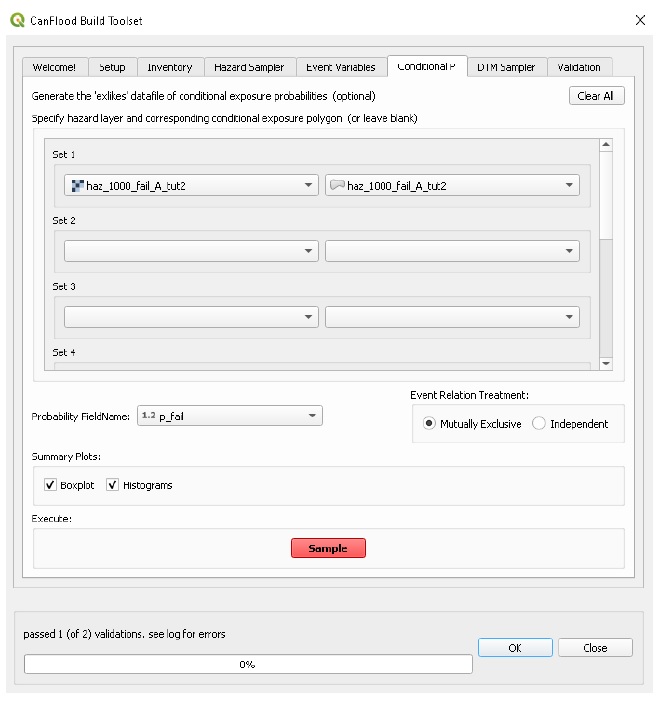 CanFlood Build Toolset
Welcome! Setup Inventory Hazard Sampler Event Variables Conditional P DTM Sampler Validation
Generate the 'exlikes' datafile of conditional exposure probabilities (optional) Clear All
Specify hazard layer and corresponding conditional exposure polygon (or leave blank)
Set 1
haz_1000_fail_A_tut2 haz_1000_fail_A_tut2
Set 2
Set 3
Set 4
Event Relation Treatment:
Probability FieldName: 1.2 p_fail
Mutually Exclusive Independent
Summary Plots:
Boxplot Histograms
Execute:
Sample
passed 1 (of 2) validations. see log for errors
OK Close
0%